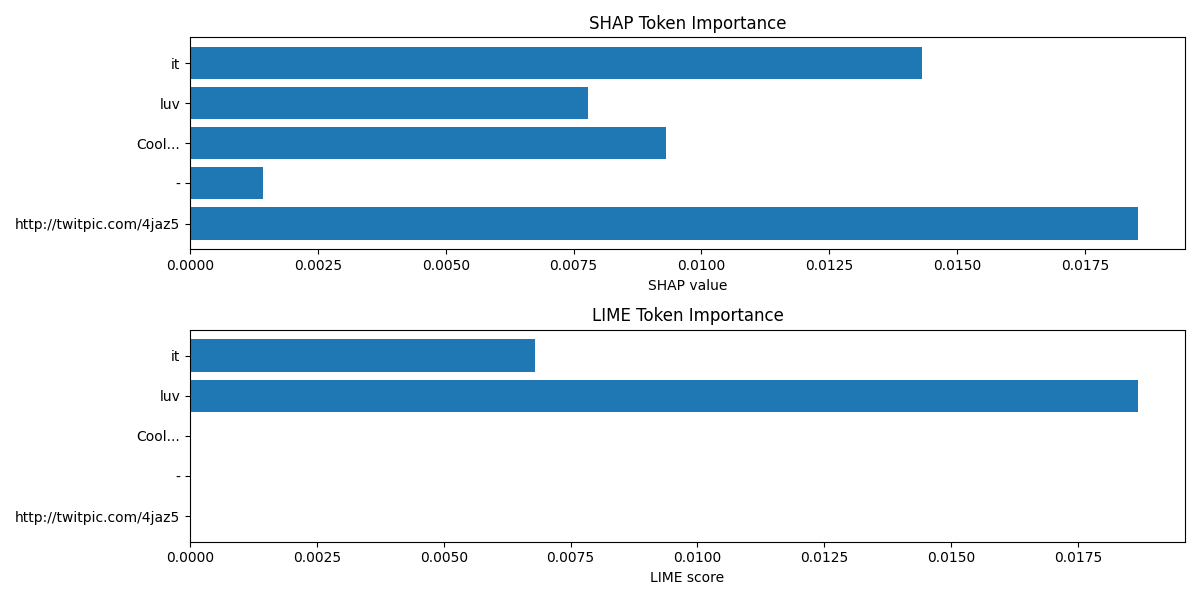 SHAP Token Importance
it
luv
Cool...
-
http://twitpic.com/4jaz5
0.0000 0.0025 0.0050 0.0075 0.0100 0.0125 0.0150 0.0175
SHAP value
LIME Token Importance
it
luv
Cool...
-
http://twitpic.com/4jaz5
0.0000 0.0025 0.0050 0.0075 0.0100 0.0125 0.0150 0.0175
LIME score